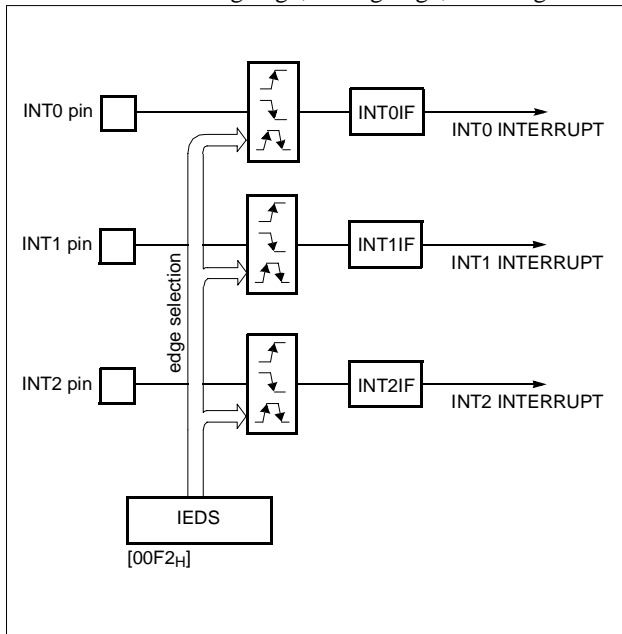 INT0 pin
INT0IF
INT0 INTERRUPT
INT1 pin
INT1IF
INT1 INTERRUPT
edge selection
INT2 pin
INT2IF
INT2 INTERRUPT
IEDS
[00F2H]